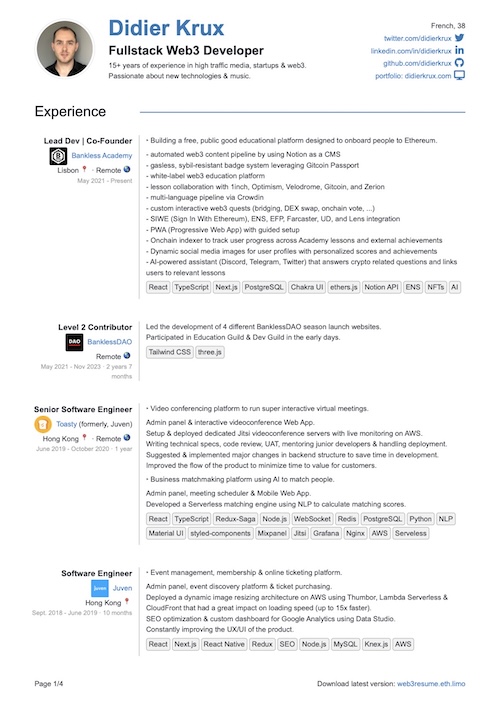 Didier Krux
Fullstack Web3 Developer
15+ years of experience in high traffic media, startups & web3.
Passionate about new technologies & music.
French, 38
twitter.com/didierkrux
linkedin.com/in/didierkrux
github.com/didierkrux
portfolio: didierkrux.com
Experience
Lead Dev | Co-Founder
Bankless Academy
Lisbon · Remote
May 2021 - Present
• Building a free, public good educational platform designed to onboard people to Ethereum.
- automated web3 content pipeline by using Notion as a CMS
- gasless, sybil-resistant badge system leveraging Gitcoin Passport
- white-label web3 education platform
- lesson collaboration with 1inch, Optimism, Velodrome, Gitcoin, and Zerion
- multi-language pipeline via Crowdin
- custom interactive web3 quests (bridging, DEX swap, onchain vote, ...)
- SIWE (Sign In With Ethereum), ENS, EFP, Farcaster, UD, and Lens integration
- PWA (Progressive Web App) with guided setup
- Onchain indexer to track user progress across Academy lessons and external achievements
- Dynamic social media images for user profiles with personalized scores and achievements
- AI-powered assistant (Discord, Telegram, Twitter) that answers crypto related questions and links
users to relevant lessons
React TypeScript Next.js PostgreSQL Chakra UI ethers.js Notion API ENS NFTs AI
Level 2 Contributor
DAO
BanklessDAO
Remote
May 2021 - Nov 2023 · 2 years 7
months
Led the development of 4 different BanklessDAO season launch websites.
Participated in Education Guild & Dev Guild in the early days.
Tailwind CSS three.js
Senior Software Engineer
Toasty (formerly, Juven)
Hong Kong · Remote
June 2019 - October 2020 · 1 year
• Video conferencing platform to run super interactive virtual meetings.
Admin panel & interactive videoconference Web App.
Setup & deployed dedicated Jitsi videoconference servers with live monitoring on AWS.
Writing technical specs, code review, UAT, mentoring junior developers & handling deployment.
Suggested & implemented major changes in backend structure to save time in development.
Improved the flow of the product to minimize time to value for customers.
• Business matchmaking platform using AI to match people.
Admin panel, meeting scheduler & Mobile Web App.
Developed a Serverless matching engine using NLP to calculate matching scores.
React TypeScript Redux-Saga Node.js WebSocket Redis PostgreSQL Python NLP
Material UI styled-components Mixpanel Jitsi Grafana Nginx AWS Serveless
Software Engineer
juven
Juven
Hong Kong
Sept. 2018 - June 2019 · 10 months
• Event management, membership & online ticketing platform.
Admin panel, event discovery platform & ticket purchasing.
Deployed a dynamic image resizing architecture on AWS using Thumbor, Lambda Serverless &
CloudFront that had a great impact on loading speed (up to 15x faster).
SEO optimization & custom dashboard for Google Analytics using Data Studio.
Constantly improving the UX/UI of the product.
React Next.js React Native Redux SEO Node.js MySQL Knex.js AWS
Page 1/4
Download latest version: web3resume.eth.limo